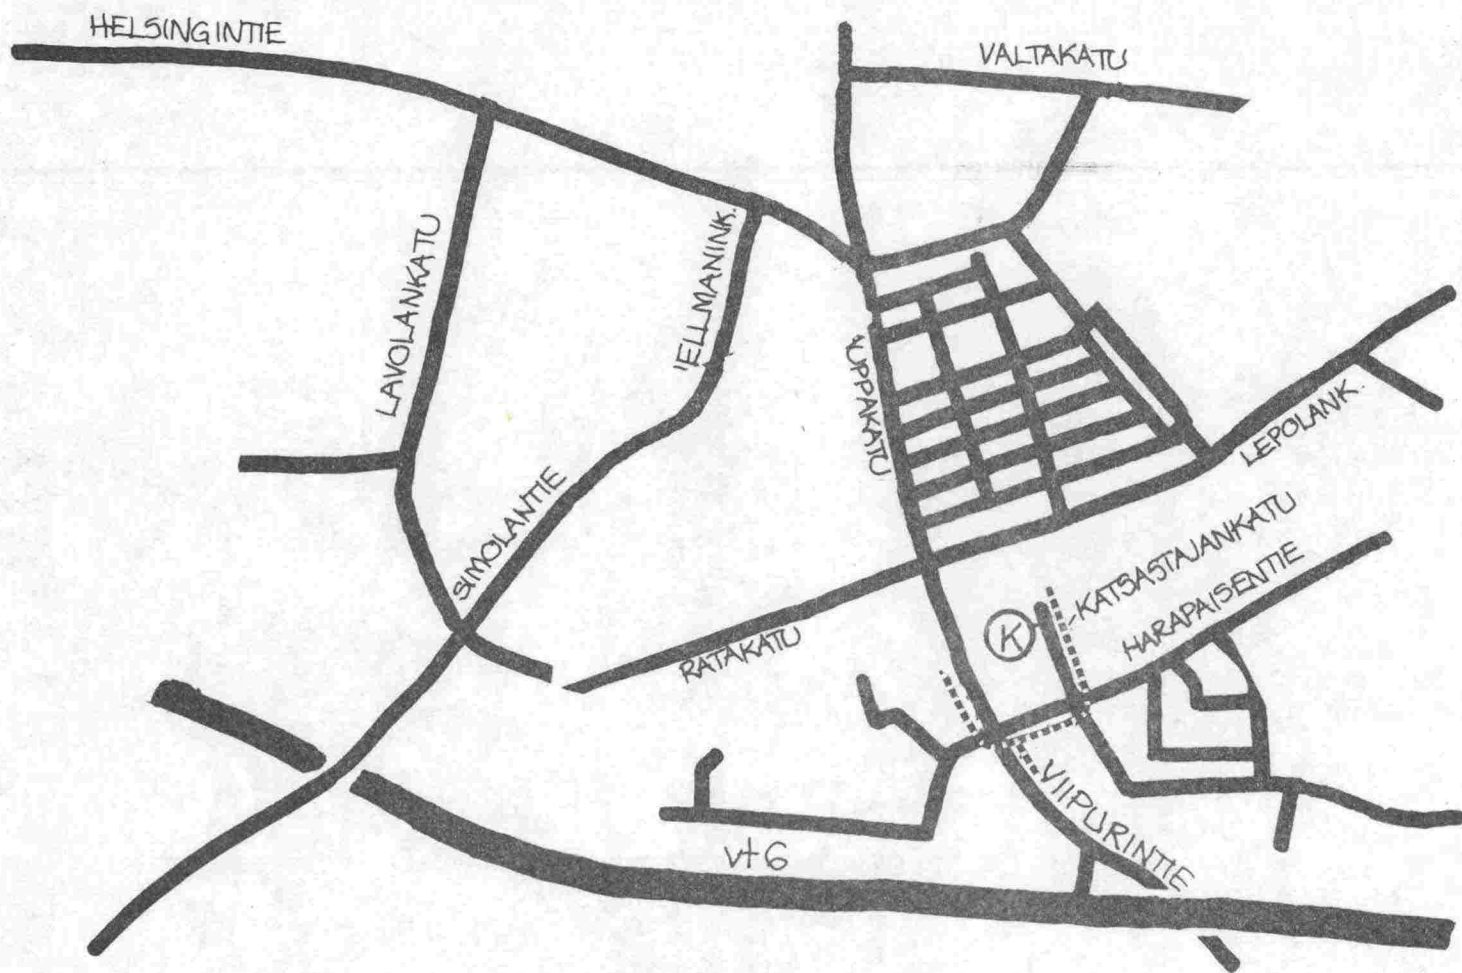 HELSINGINTIE
VALTAKATU
LAVOLANKATU
'ELLMANINK.
'UPPAKATU
LEPOLANK.
SIMOLANTIE
KATSASTAJANKATU
HARAPAISENTIE
K
RATAKATU
VIIPURINTIE
vt 6